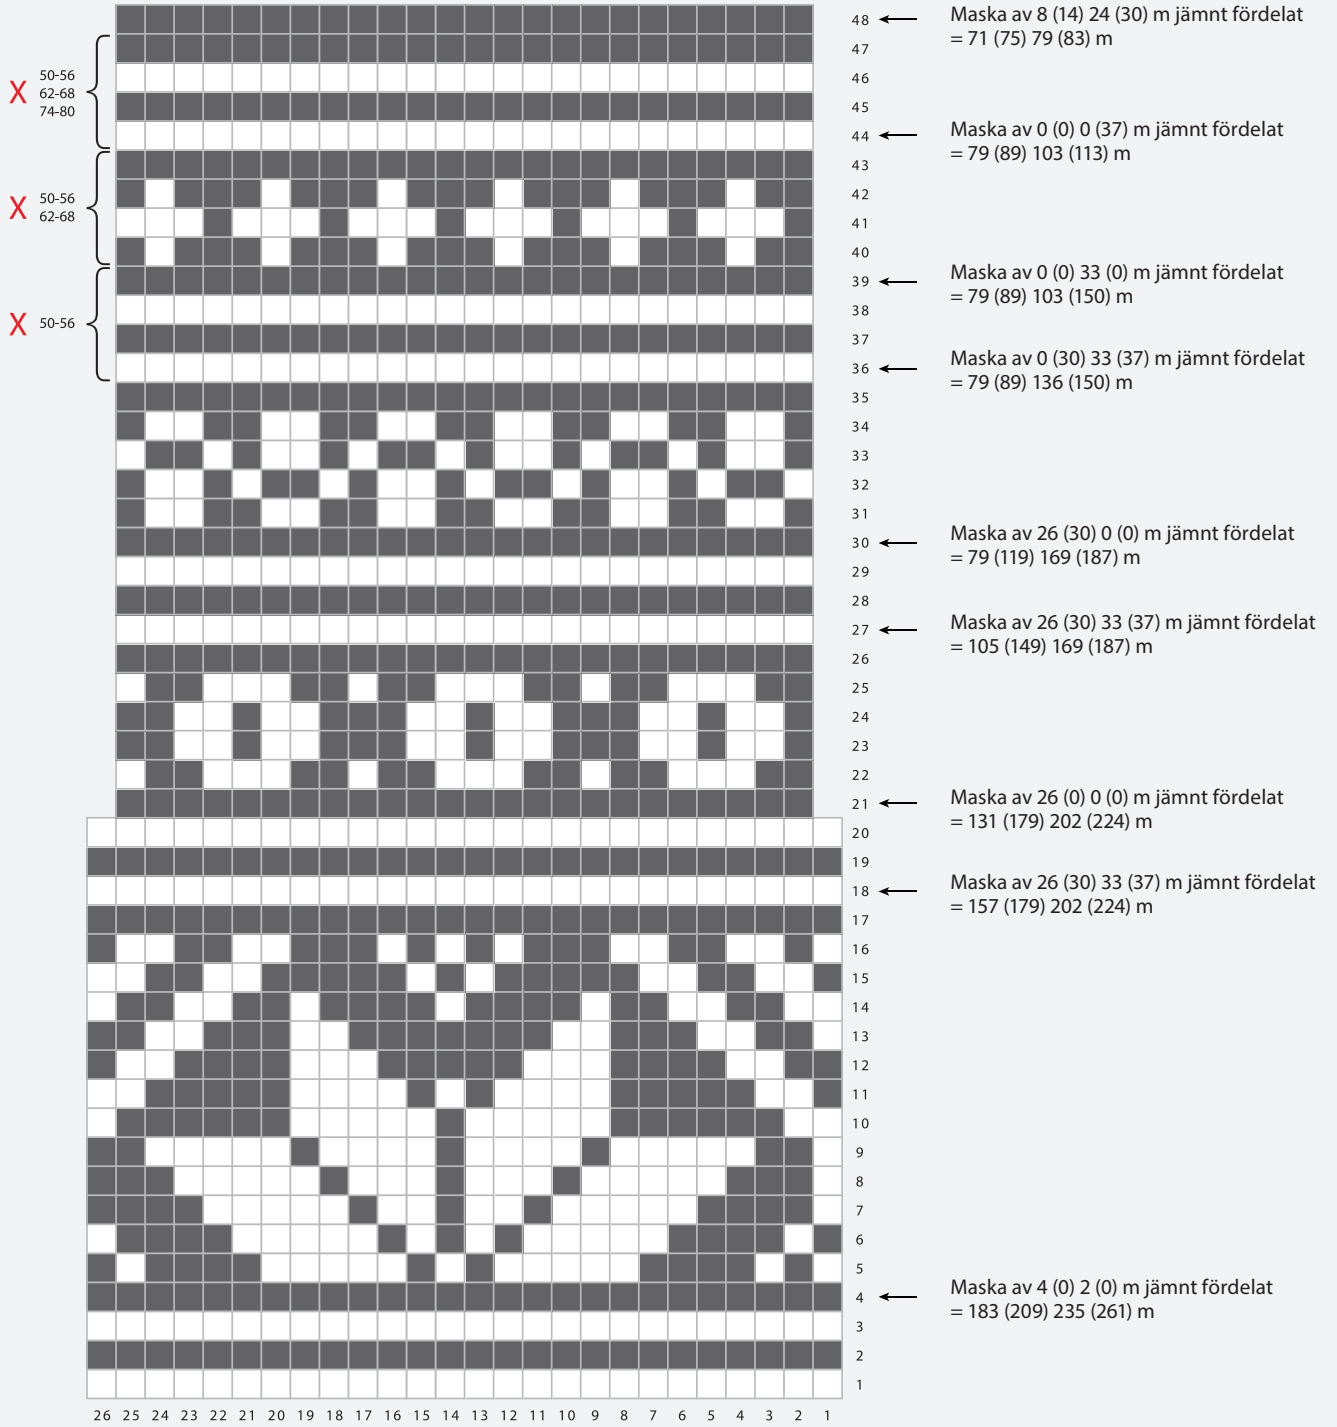 48 Maska av 8 (14) 24 (30) m jämnt fördelat
= 71 (75) 79 (83) m
47
50-56
46
X 62-68
74-80
45
44 Maska av 0 (0) 0 (37) m jämnt fördelat
= 79 (89) 103 (113) m
43
42
X 50-56
62-68
41
40
39 Maska av 0 (0) 33 (0) m jämnt fördelat
= 79 (89) 103 (150) m
38
X 50-56
37
36 Maska av 0 (30) 33 (37) m jämnt fördelat
= 79 (89) 136 (150) m
35
34
33
32
31
30 Maska av 26 (30) 0 (0) m jämnt fördelat
= 79 (119) 169 (187) m
29
28
27 Maska av 26 (30) 33 (37) m jämnt fördelat
= 105 (149) 169 (187) m
26
25
24
23
22
21 Maska av 26 (0) 0 (0) m jämnt fördelat
= 131 (179) 202 (224) m
20
19
18 Maska av 26 (30) 33 (37) m jämnt fördelat
= 157 (179) 202 (224) m
17
16
15
14
13
12
11
10
9
8
7
6
5
4 Maska av 4 (0) 2 (0) m jämnt fördelat
= 183 (209) 235 (261) m
3
2
1
26 25 24 23 22 21 20 19 18 17 16 15 14 13 12 11 10 9 8 7 6 5 4 3 2 1